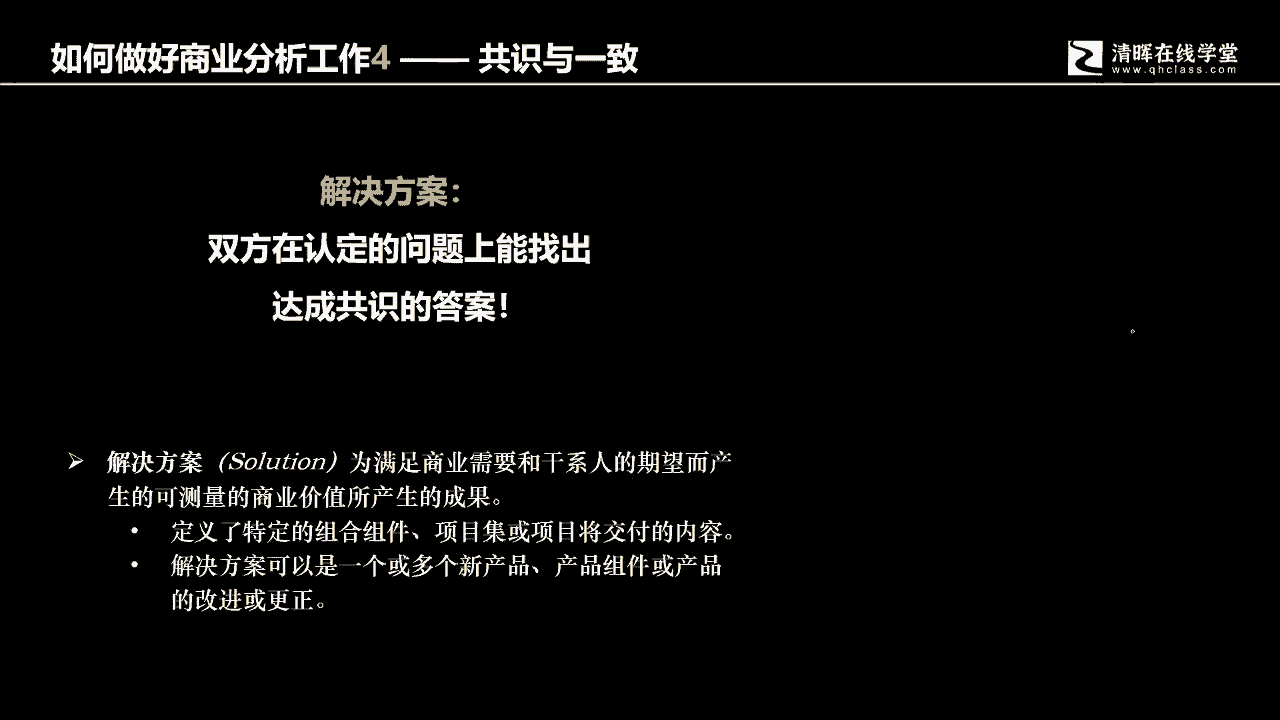 如何做好商业分析工作4 —— 共识与一致
清晖在线学堂
www.qhclass.com
解决方案：
双方在认定的问题上能找出
达成共识的答案！
➢ 解决方案（Solution）为满足商业需要和干系人的期望而产
生的可测量的商业价值所产生的成果。
• 定义了特定的组合组件、项目集或项目将交付的内容。
• 解决方案可以是一个或多个新产品、产品组件或产品
的改进或更正。